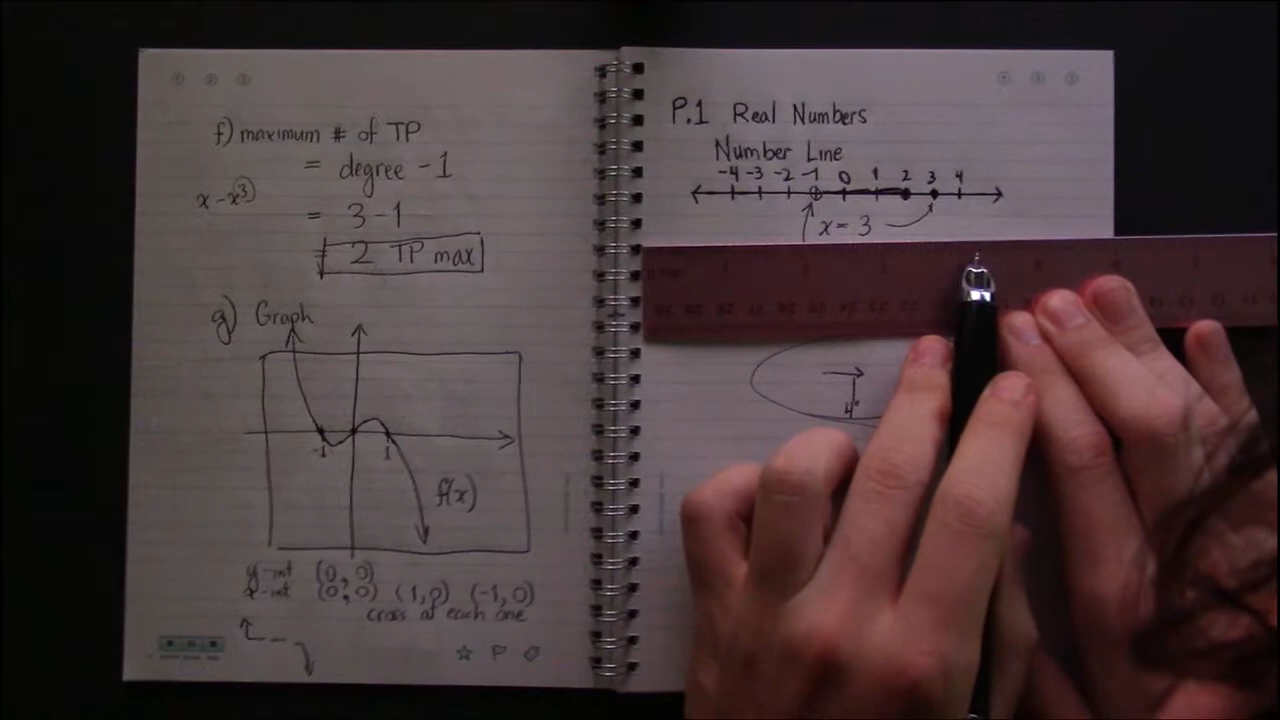 f) maximum # of TP
= degree -1
x-x³
= 3-1
= 2 TP max
g) Graph
-1
1
f(x)
y-int (0,0)
x-int (0,0) (1,0) (-1,0)
cross at each one
P.1 Real Numbers
Number Line
-4 -3 -2 -1 0 1 2 3 4
x = 3
4"